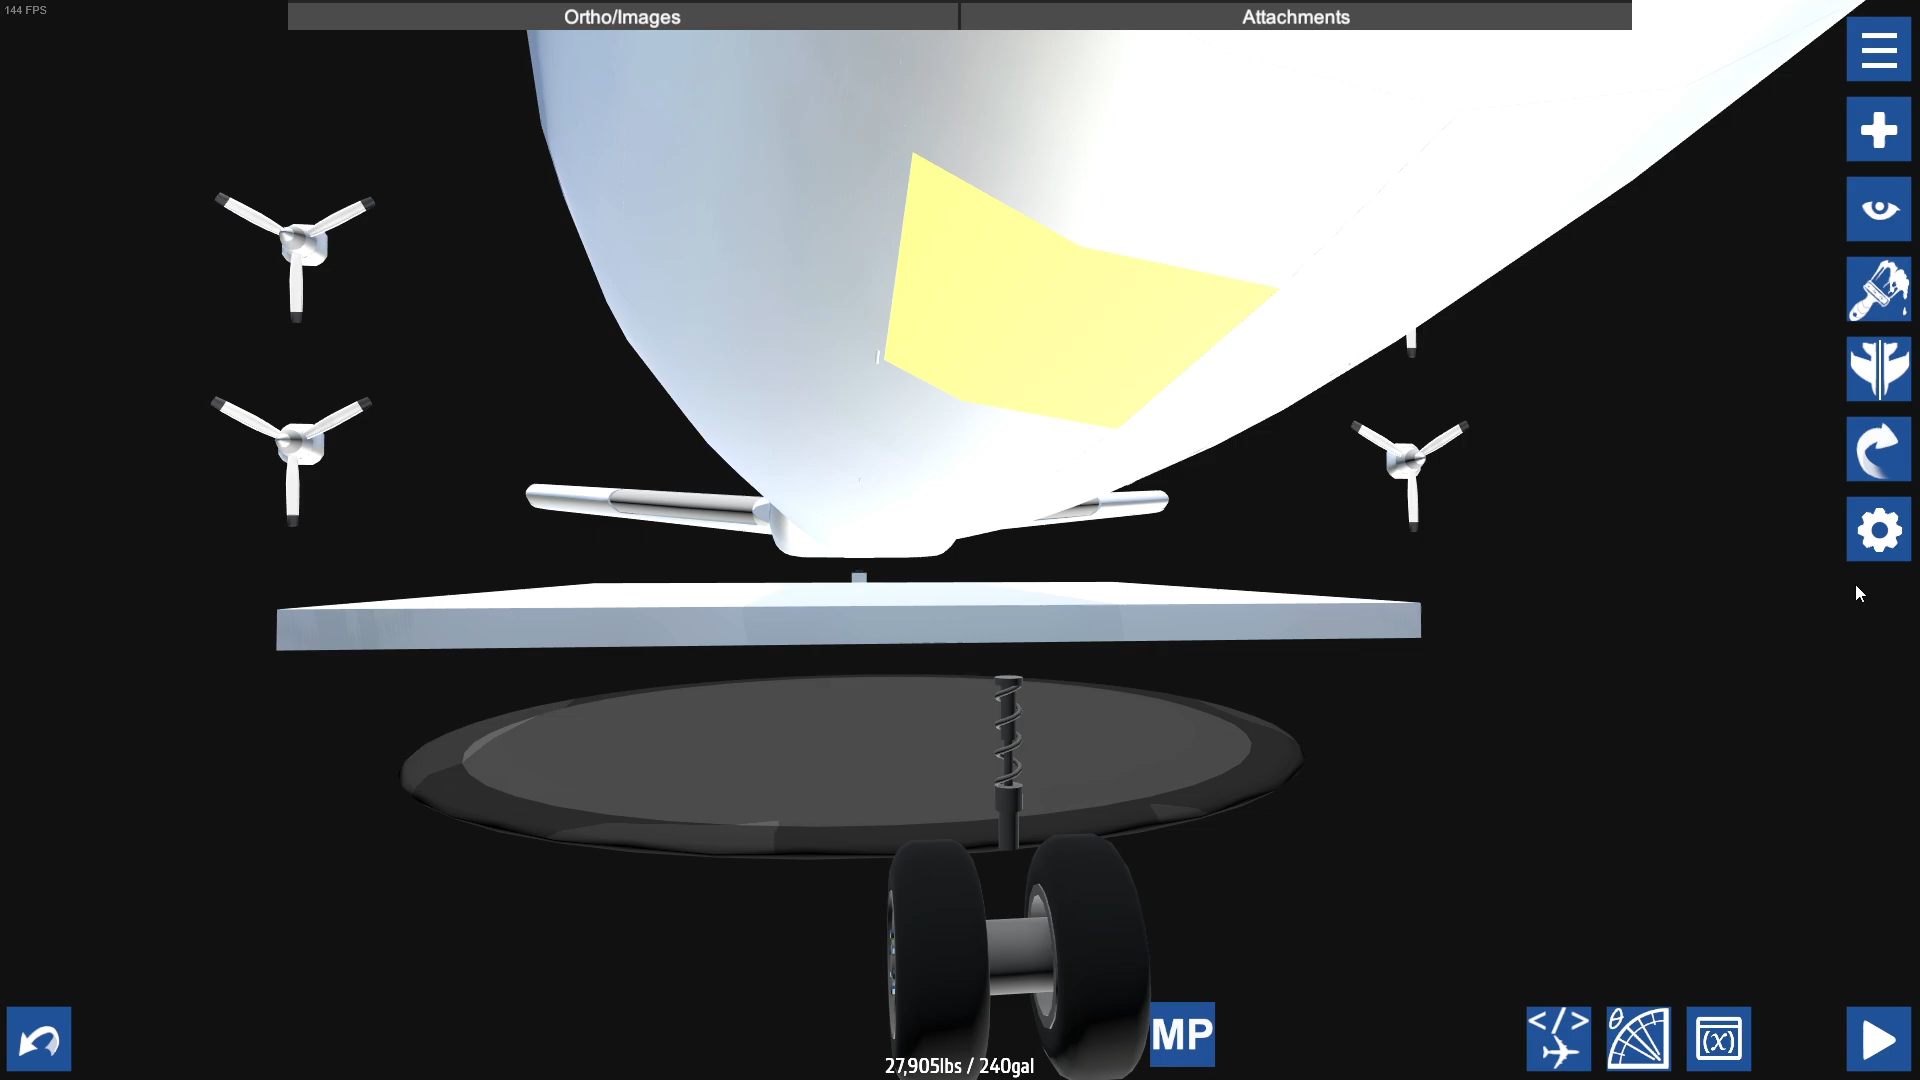 144 FPS
Ortho/Images
Attachments
MP
</>
θ
(x)
27,905lbs / 240gal